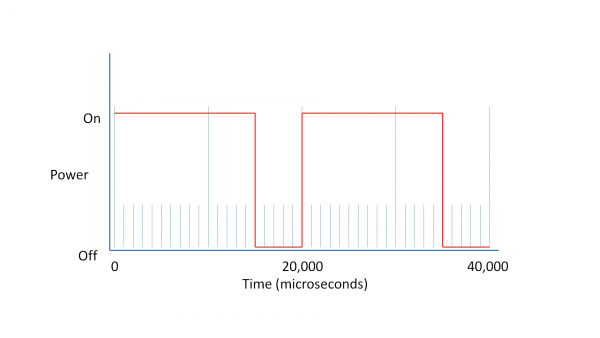 On
Power
Off
0 20,000 40,000
Time (microseconds)